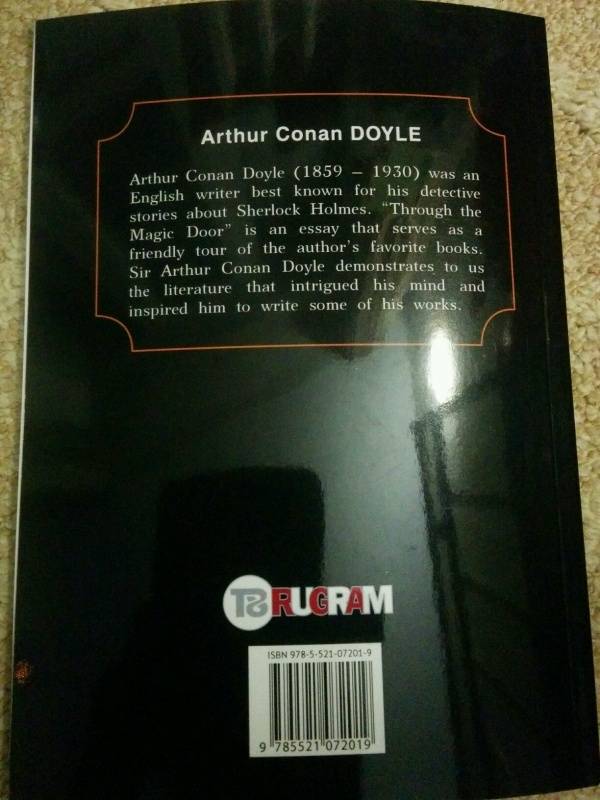 Arthur Conan DOYLE
Arthur Conan Doyle (1859 – 1930) was an
English writer best known for his detective
stories about Sherlock Holmes. “Through the
Magic Door” is an essay that serves as a
friendly tour of the author’s favorite books.
Sir Arthur Conan Doyle demonstrates to us
the literature that intrigued his mind and
inspired him to write some of his works.
RUGRAM
ISBN 978-5-521-07201-9
9 785521 072019